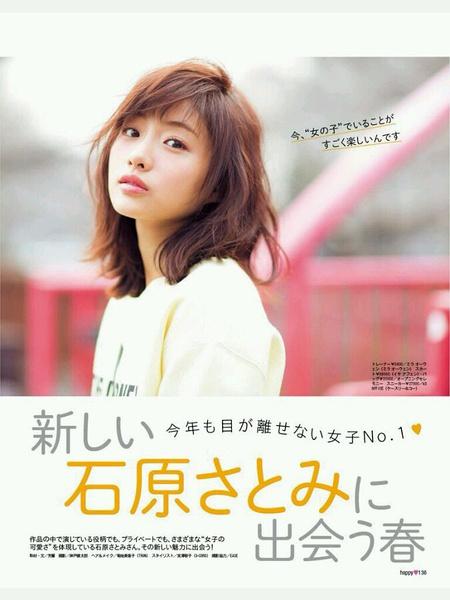 今、“女の子”でいることが
すごく楽しいんです
新しい
今年も目が離せない女子No.1♥
石原さとみに
出会う春
作品の中で演じている役柄でも、プライベートでも、さまざまな“女子の
可愛さ”を体現している石原さとみさん。その新しい魅力に出会う!
happy♥136